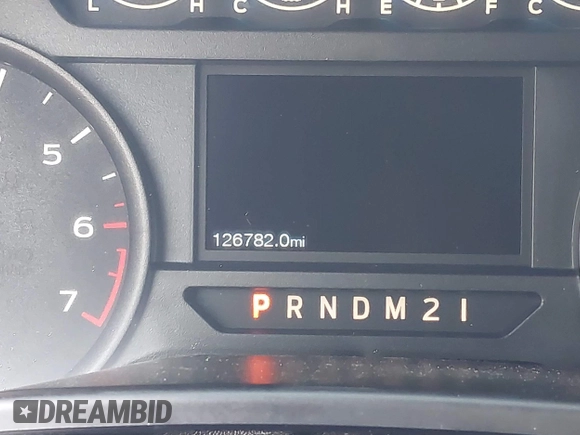 L H C H E F C
5
6
7
126782.0mi
P R N D M 2 1
DREAMBID